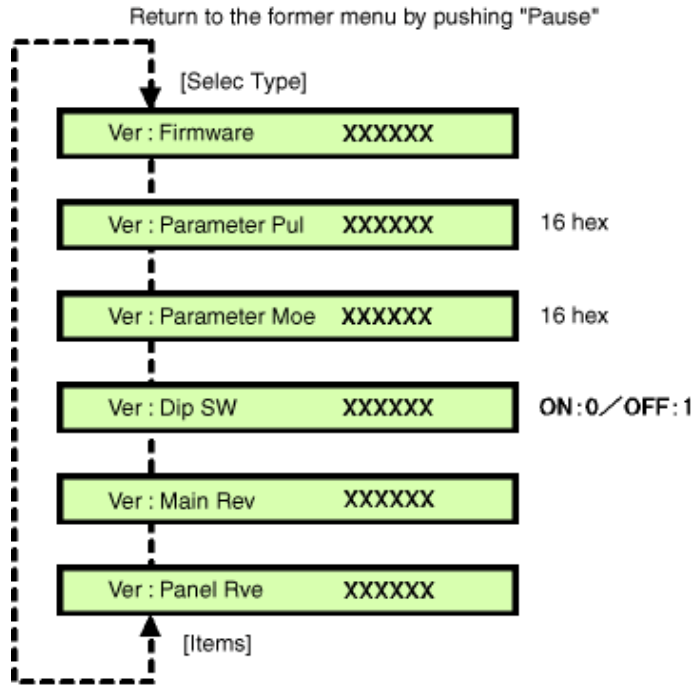 Return to the former menu by pushing "Pause"
[Selec Type]
Ver : Firmware XXXXXX
Ver : Parameter Pul XXXXXX 16 hex
Ver : Parameter Moe XXXXXX 16 hex
Ver : Dip SW XXXXXX ON:0／OFF:1
Ver : Main Rev XXXXXX
Ver : Panel Rve XXXXXX
[Items]